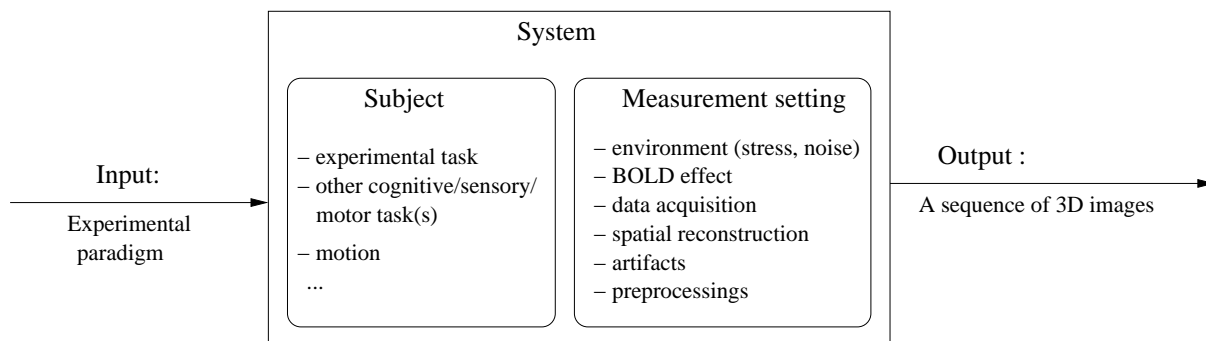 System
Input:
Experimental
paradigm
Subject
– experimental task
– other cognitive/sensory/
motor task(s)
– motion
...
Measurement setting
– environment (stress, noise)
– BOLD effect
– data acquisition
– spatial reconstruction
– artifacts
– preprocessings
Output :
A sequence of 3D images